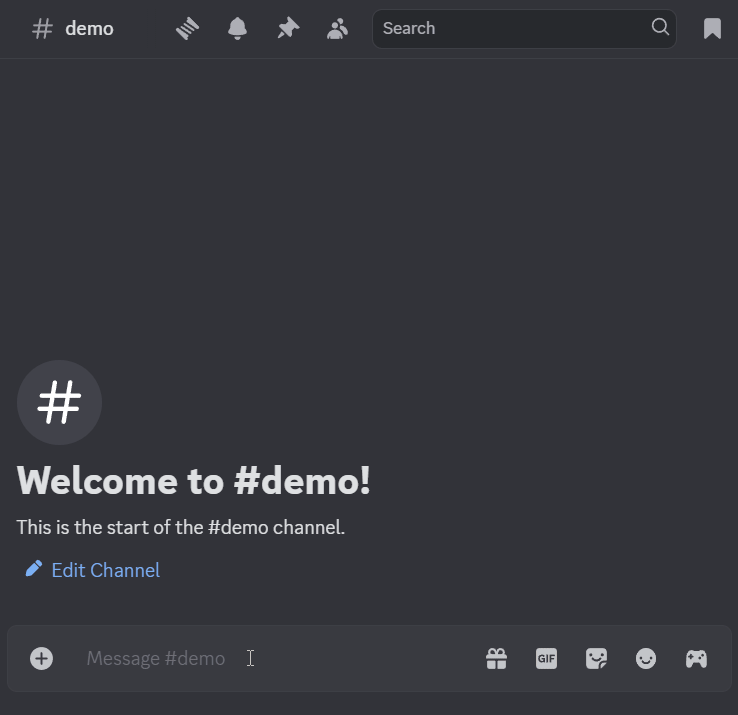 # demo
Search
#
Welcome to #demo!
This is the start of the #demo channel.
Edit Channel
Message #demo
GIF